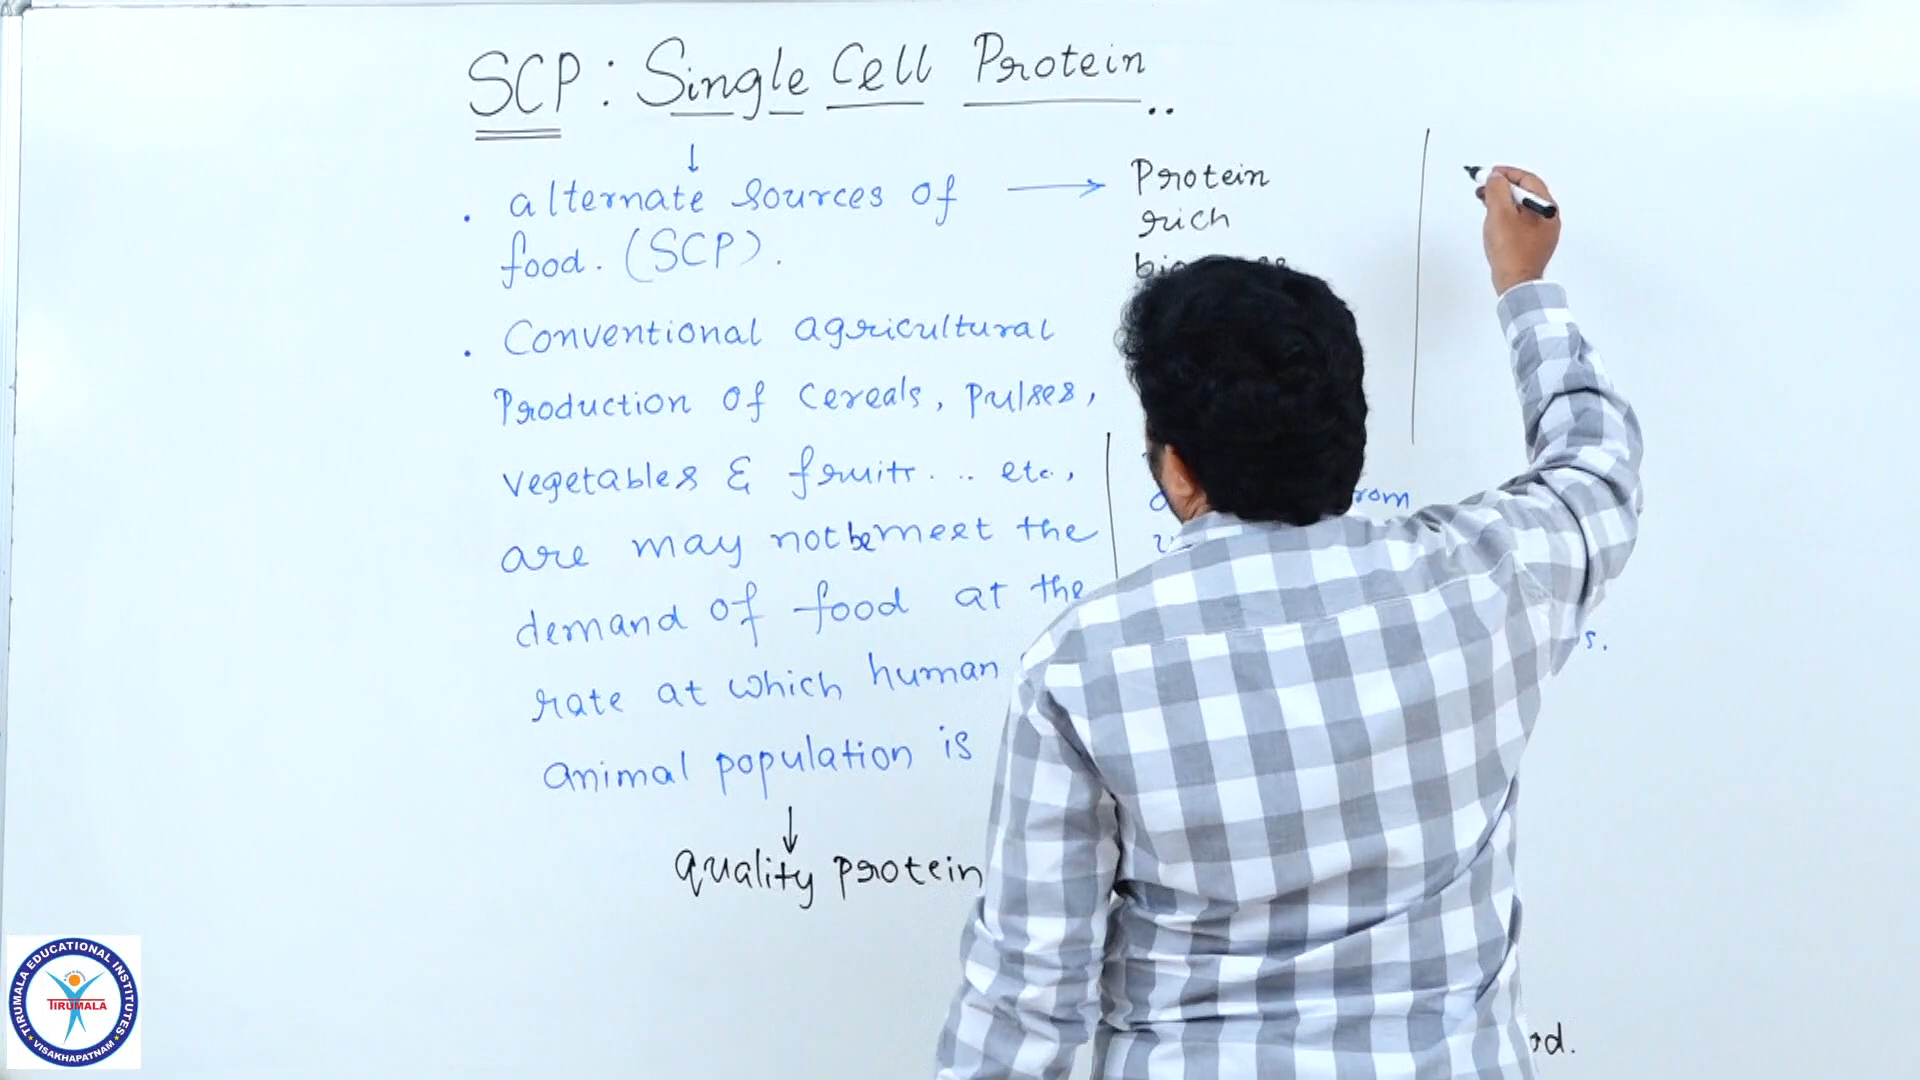 SCP : Single Cell Protein ..
↓
. alternate sources of → Protein
food. (SCP). rich
. Conventional agricultural
Production of cereals, pulses,
vegetables & fruits... etc,
are may not be meet the
demand of food at the
rate at which human
animal population is
↓
quality protein
TIRUMALA EDUCATIONAL INSTITUTES
TIRUMALA
VISAKHAPATNAM